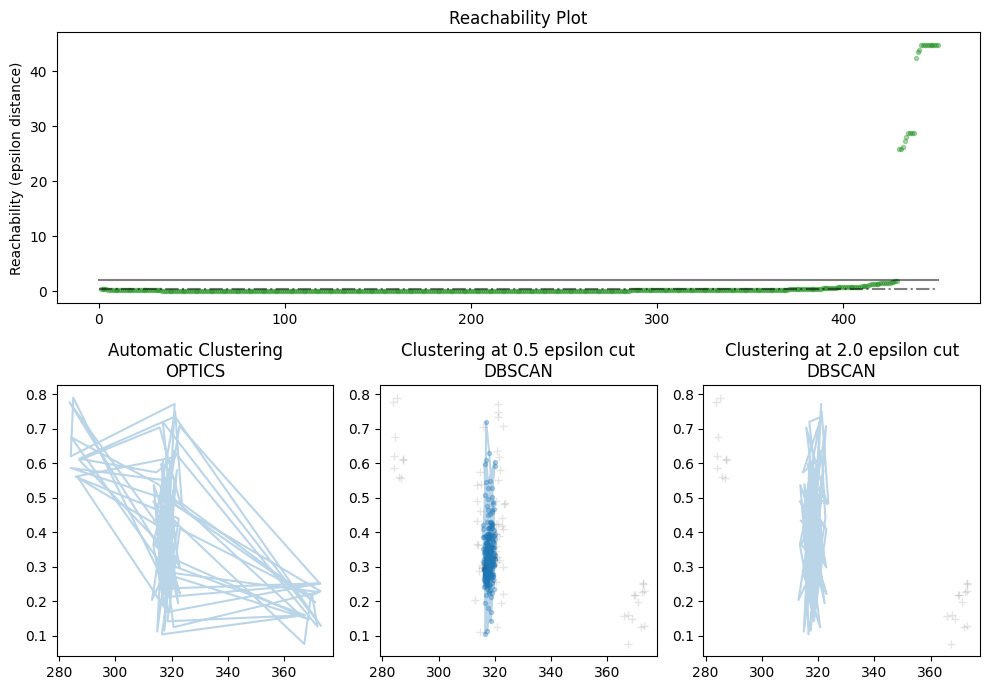 Reachability Plot
Reachability (epsilon distance)
40
30
20
10
0
0 100 200 300 400
Automatic Clustering
OPTICS
Clustering at 0.5 epsilon cut
DBSCAN
Clustering at 2.0 epsilon cut
DBSCAN
0.8
0.7
0.6
0.5
0.4
0.3
0.2
0.1
280 300 320 340 360
0.8
0.7
0.6
0.5
0.4
0.3
0.2
0.1
280 300 320 340 360
0.8
0.7
0.6
0.5
0.4
0.3
0.2
0.1
280 300 320 340 360